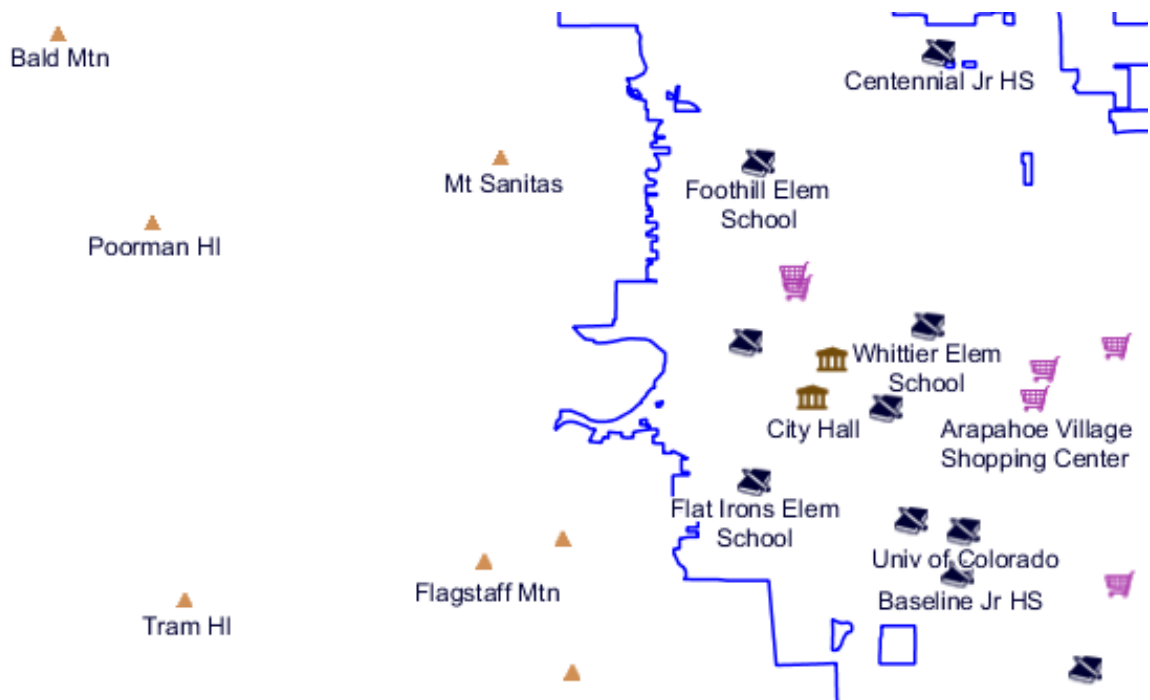 Bald Mtn
Centennial Jr HS
Mt Sanitas
Foothill Elem
School
Poorman Hl
Whittier Elem
School
City Hall
Arapahoe Village
Shopping Center
Flat Irons Elem
School
Univ of Colorado
Flagstaff Mtn
Baseline Jr HS
Tram Hl